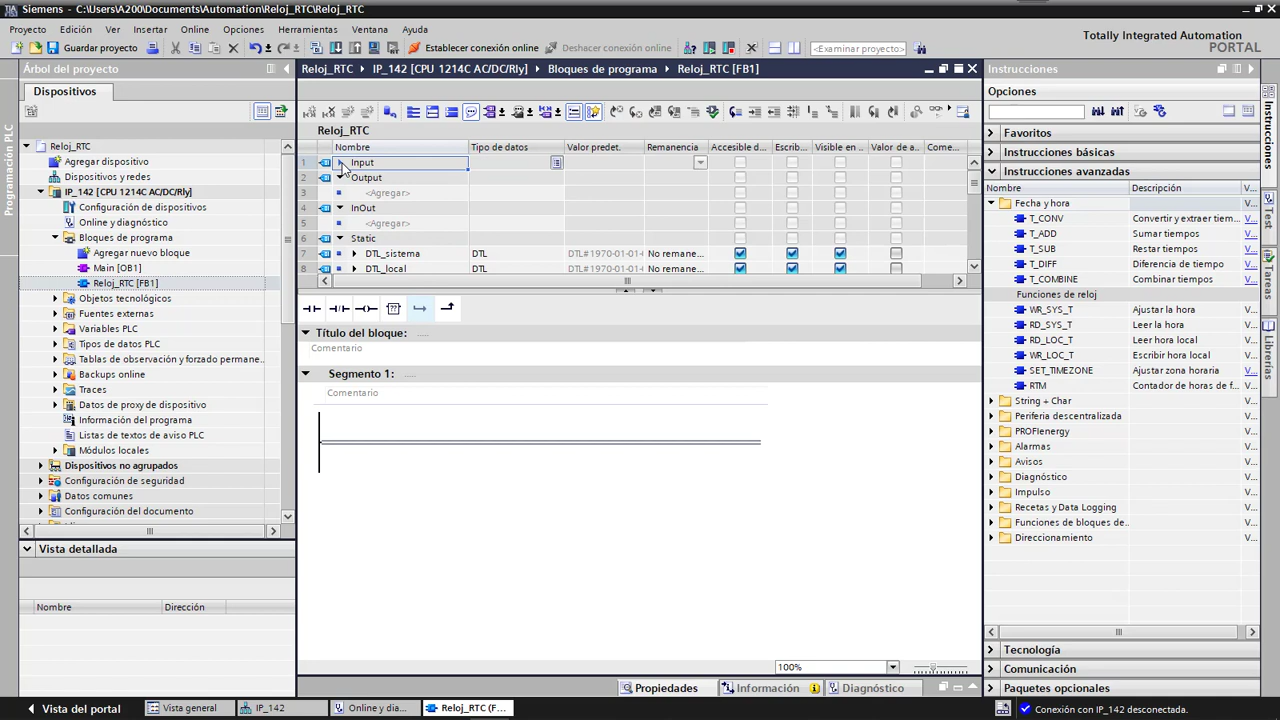 Siemens - C:\Users\A200\Documents\Automation\Reloj_RTC\Reloj_RTC
Proyecto Edición Ver Insertar Online Opciones Herramientas Ventana Ayuda
Totally Integrated Automation
PORTAL
Guardar proyecto
Establecer conexión online
Deshacer conexión online
<Examinar proyecto>
Árbol del proyecto
Dispositivos
Programación PLC
Reloj_RTC
Agregar dispositivo
Dispositivos y redes
IP_142 [CPU 1214C AC/DC/Rly]
Configuración de dispositivos
Online y diagnóstico
Bloques de programa
Agregar nuevo bloque
Main [OB1]
Reloj_RTC [FB1]
Objetos tecnológicos
Fuentes externas
Variables PLC
Tipos de datos PLC
Tablas de observación y forzado permane...
Backups online
Traces
Datos de proxy de dispositivo
Información del programa
Listas de textos de aviso PLC
Módulos locales
Dispositivos no agrupados
Configuración de seguridad
Datos comunes
Configuración del documento
Vista detallada
Nombre Dirección
Reloj_RTC IP_142 [CPU 1214C AC/DC/Rly] Bloques de programa Reloj_RTC [FB1]
Reloj_RTC
Nombre Tipo de datos Valor predet. Remanencia Accesible d... Escrib... Visible en .. Valor de a... Come...
1 Input
2 Output
3 <Agregar>
4 InOut
5 <Agregar>
6 Static
7 DTL_sistema DTL DTL#1970-01-01-0 No remane...
8 DTL_local DTL DTL#1970-01-01-0 No remane...
Título del bloque: .....
Comentario
Segmento 1: .....
Comentario
100%
Propiedades Información Diagnóstico
Instrucciones
Opciones
Favoritos
Instrucciones básicas
Instrucciones avanzadas
Nombre Descripción V...
Fecha y hora
T_CONV Convertir y extraer tiem... V...
T_ADD Sumar tiempos V...
T_SUB Restar tiempos V...
T_DIFF Diferencia de tiempo V...
T_COMBINE Combinar tiempos V...
Funciones de reloj
WR_SYS_T Ajustar la hora V...
RD_SYS_T Leer la hora V...
RD_LOC_T Leer hora local V...
WR_LOC_T Escribir hora local V...
SET_TIMEZONE Ajustar zona horaria V...
RTM Contador de horas de f... V...
String + Char V...
Periferia descentralizada V...
PROFIenergy V...
Alarmas V...
Avisos V...
Diagnóstico V...
Impulso V...
Recetas y Data Logging V...
Funciones de bloques de... V...
Direccionamiento V...
Tecnología
Comunicación
Paquetes opcionales
Instrucciones
Test
Tareas
Librerías
Vista del portal Vista general IP_142 Online y dia... Reloj_RTC (F... Conexión con IP_142 desconectada.